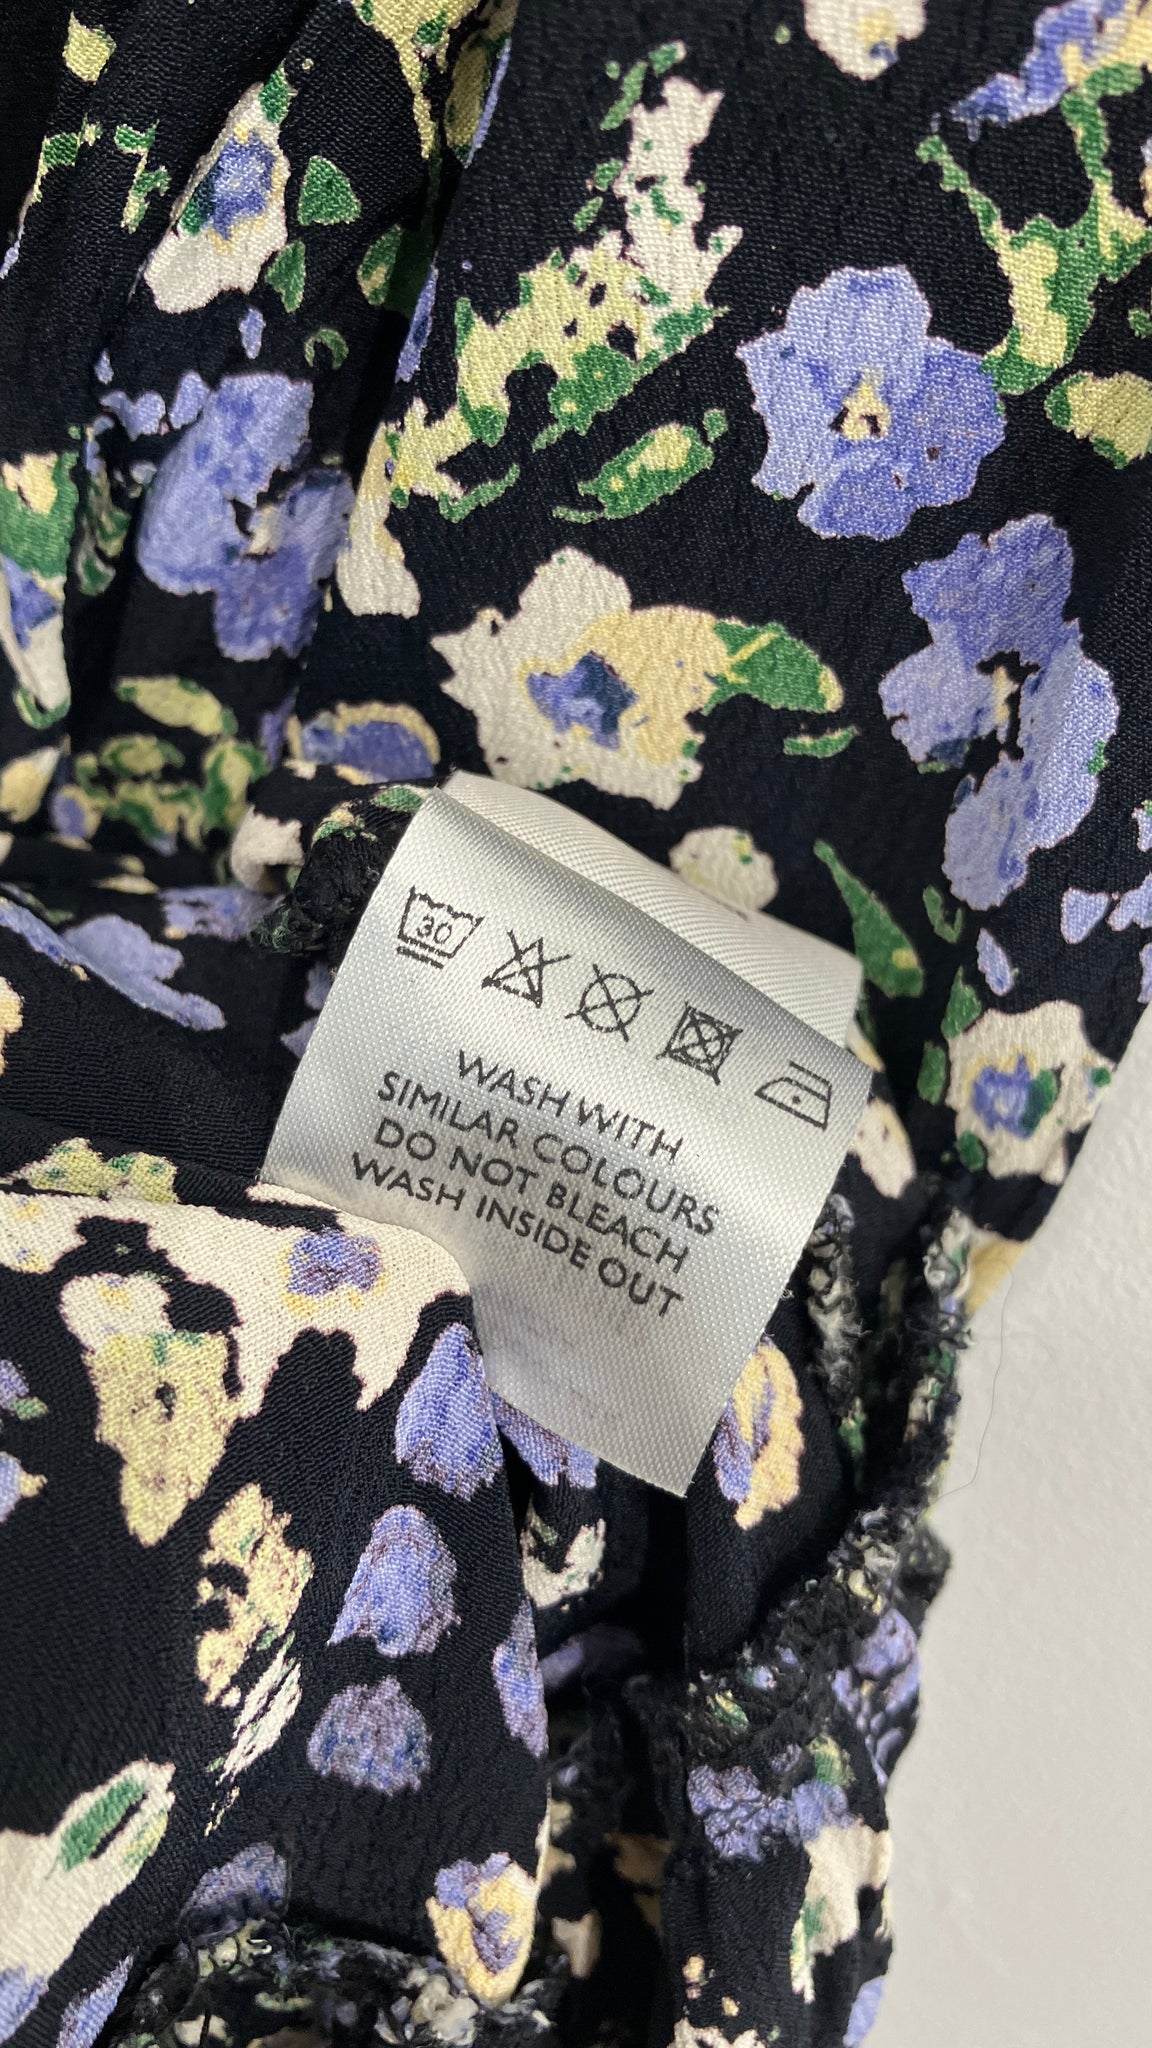 30
WASH WITH
SIMILAR COLOURS
DO NOT BLEACH
WASH INSIDE OUT